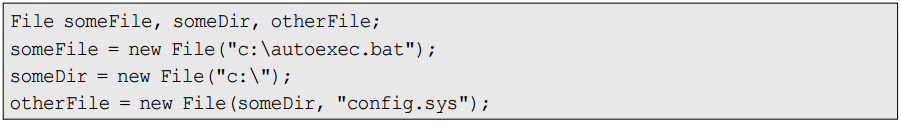 File someFile, someDir, otherFile;
someFile = new File("c:\autoexec.bat");
someDir = new File("c:\");
otherFile = new File(someDir, "config.sys");